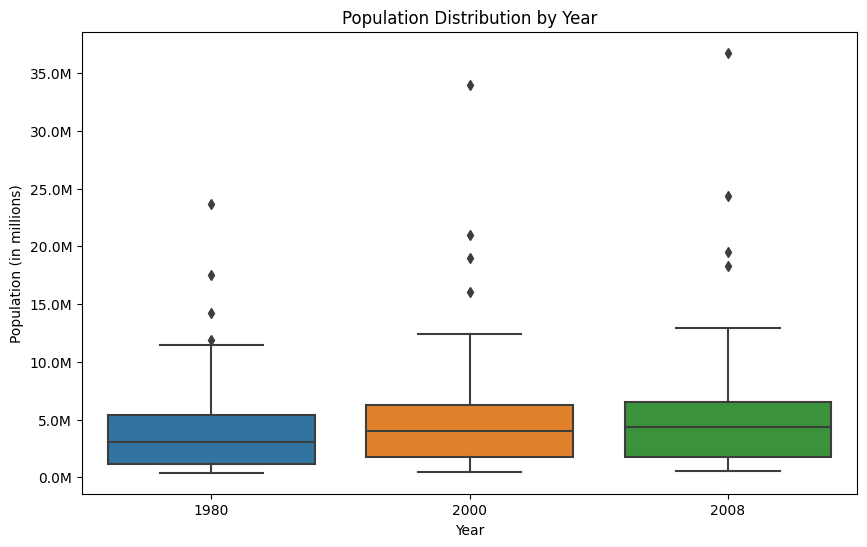 Population Distribution by Year
Population (in millions)
35.0M
30.0M
25.0M
20.0M
15.0M
10.0M
5.0M
0.0M
1980 2000 2008
Year